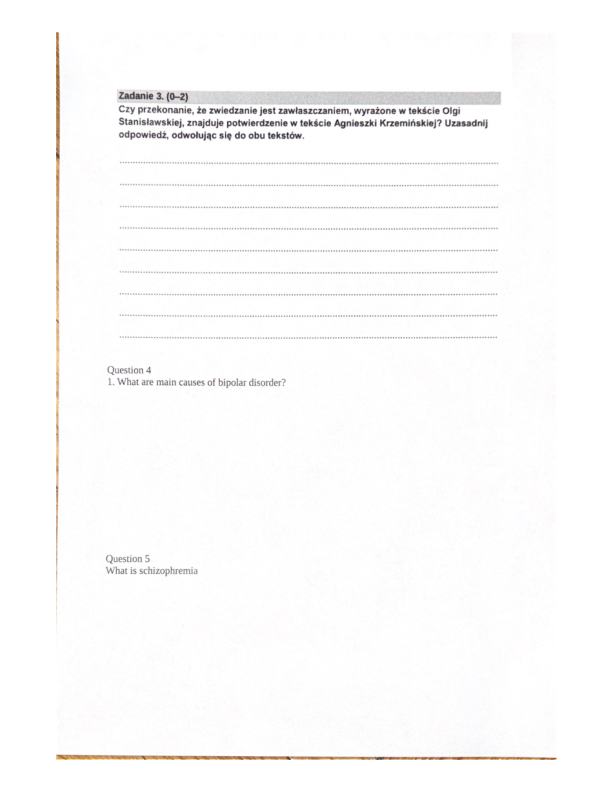 Zadanie 3. (0–2)
Czy przekonanie, że zwiedzanie jest zawłaszczaniem, wyrażone w tekście Olgi
Stanisławskiej, znajduje potwierdzenie w tekście Agnieszki Krzemińskiej? Uzasadnij
odpowiedź, odwołując się do obu tekstów.
Question 4
1. What are main causes of bipolar disorder?
Question 5
What is schizophremia